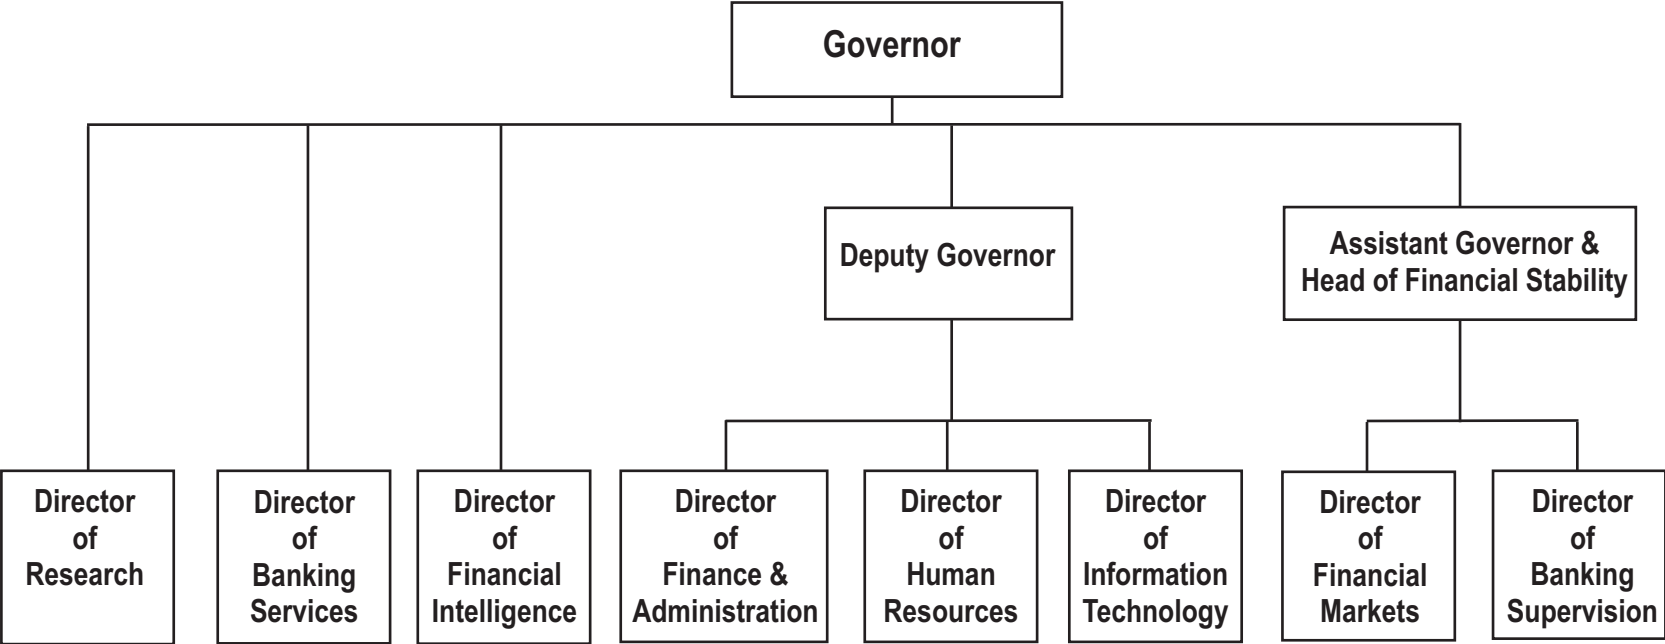 Governor
Deputy Governor
Assistant Governor &
Head of Financial Stability
Director
of
Research
Director
of
Banking
Services
Director
of
Financial
Intelligence
Director
of
Finance &
Administration
Director
of
Human
Resources
Director
of
Information
Technology
Director
of
Financial
Markets
Director
of
Banking
Supervision